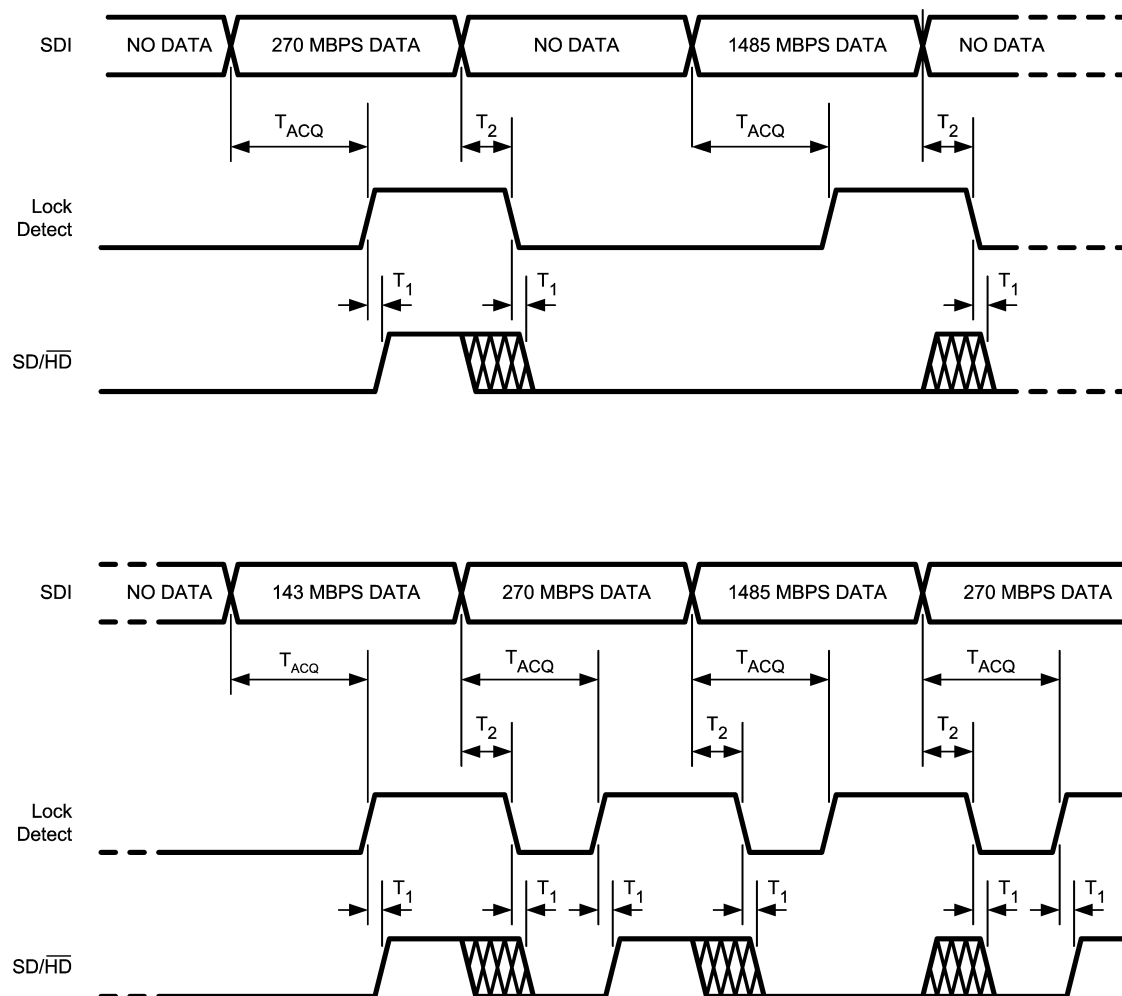 SDI NO DATA 270 MBPS DATA NO DATA 1485 MBPS DATA NO DATA
TACQ T2 TACQ T2
Lock
Detect
T1 T1 T1
SD/HD
SDI NO DATA 143 MBPS DATA 270 MBPS DATA 1485 MBPS DATA 270 MBPS DATA
TACQ TACQ TACQ TACQ
T2 T2 T2
Lock
Detect
T1 T1 T1 T1 T1 T1
SD/HD